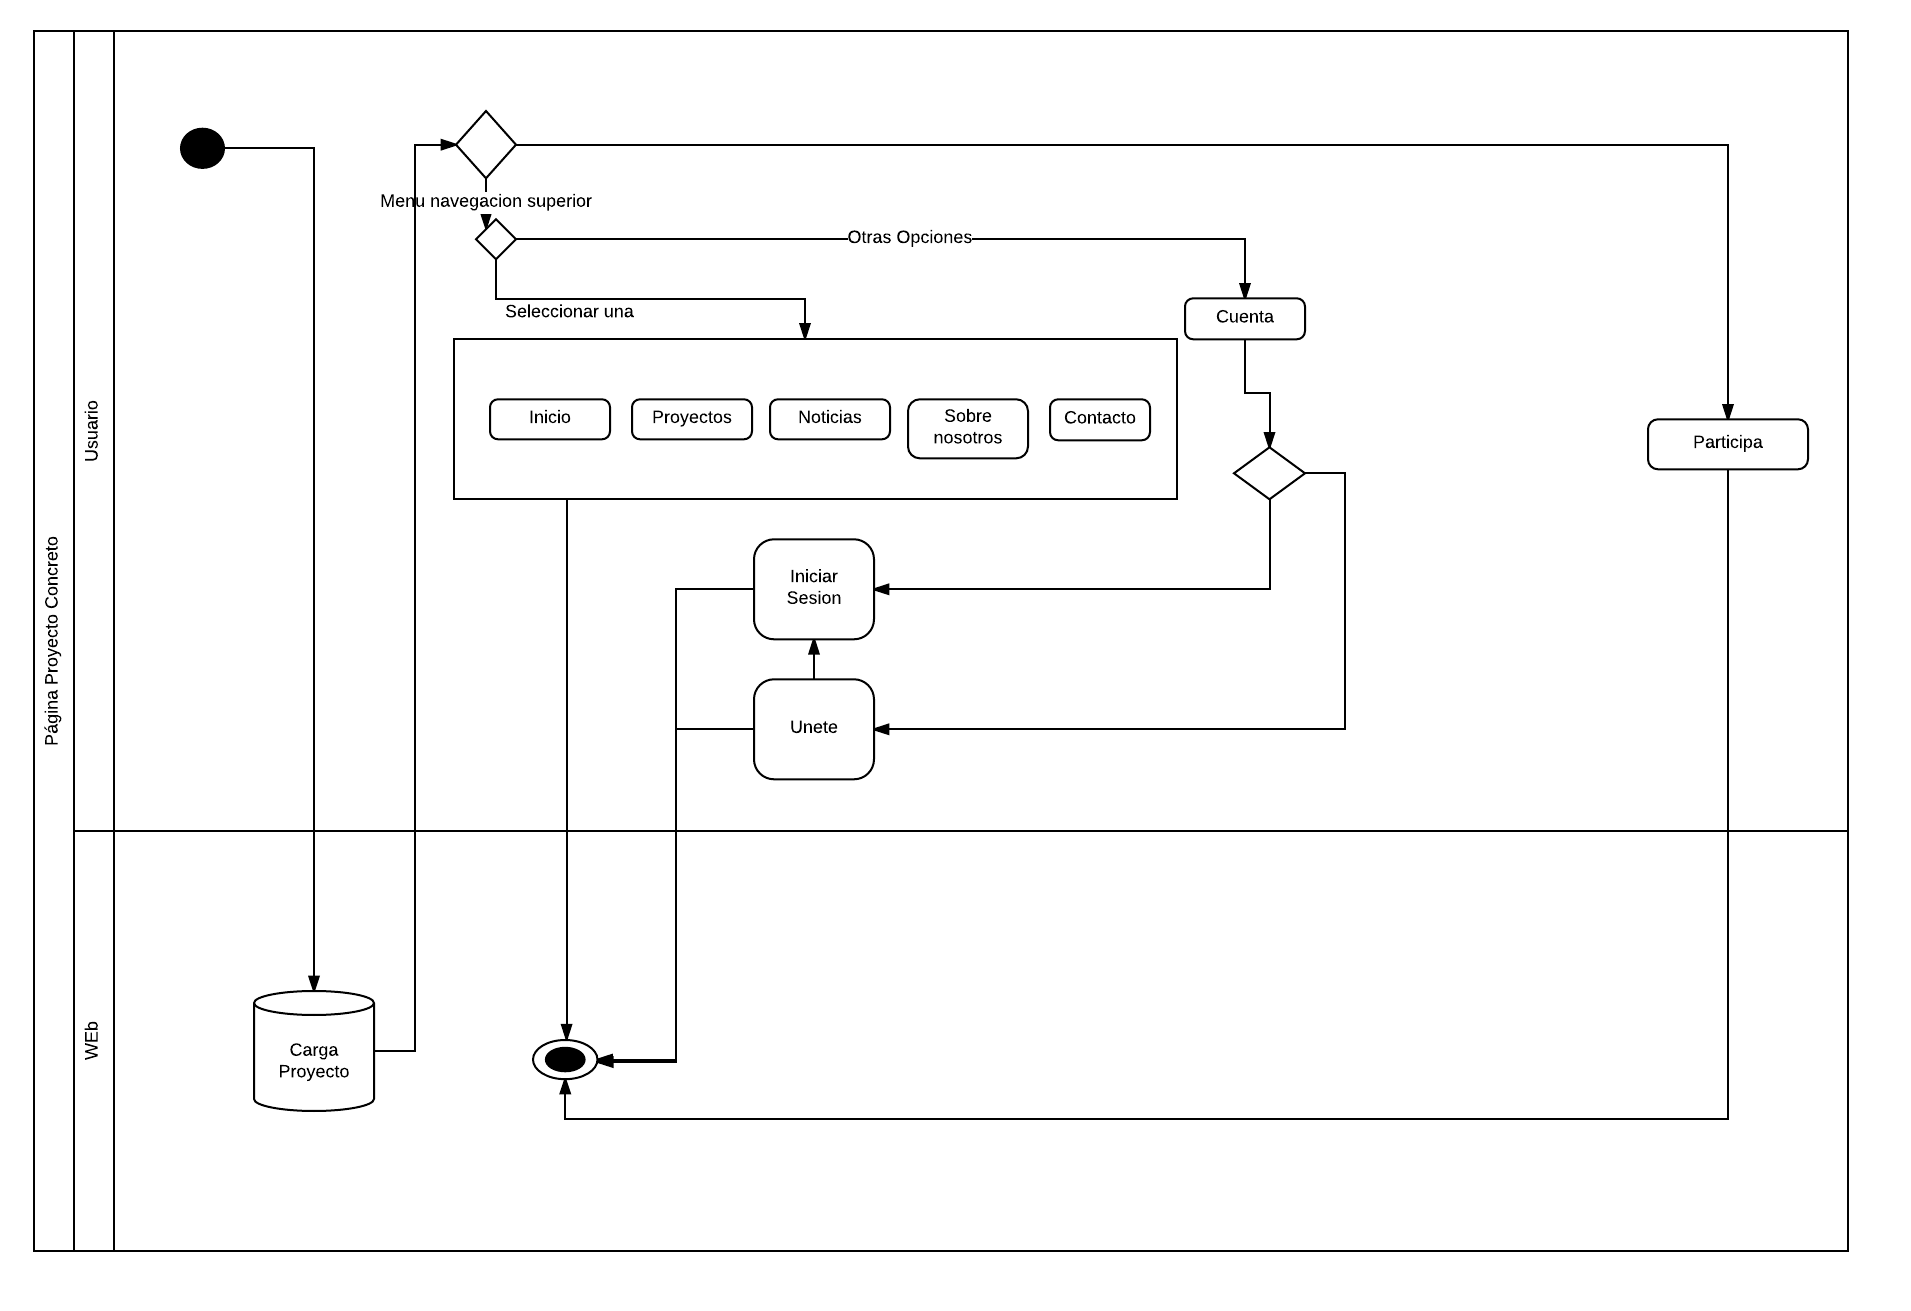 Página Proyecto Concreto
Usuario
Menu navegacion superior
Otras Opciones
Seleccionar una
Cuenta
Inicio
Proyectos
Noticias
Sobre
nosotros
Contacto
Participa
Iniciar
Sesion
Unete
WEb
Carga
Proyecto